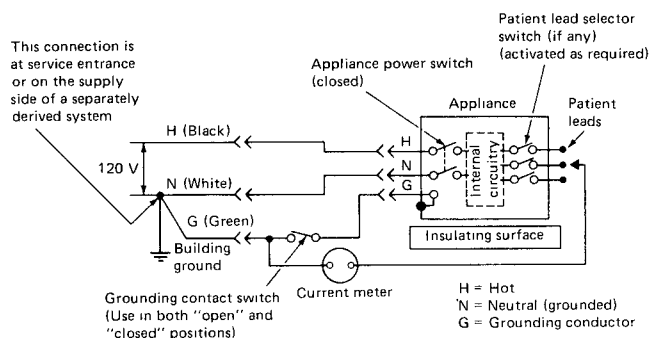 Patient lead selector
switch (if any)
(activated as required)
This connection is
at service entrance
or on the supply
side of a separately
derived system
Appliance power switch
(closed)
Appliance
Patient
leads
H (Black)
H
120 V
N
N (White)
G
internal
circuitry
G (Green)
Building
ground
Insulating surface
Grounding contact switch
(Use in both "open" and
"closed" positions)
Current meter
H = Hot
N = Neutral (grounded)
G = Grounding conductor